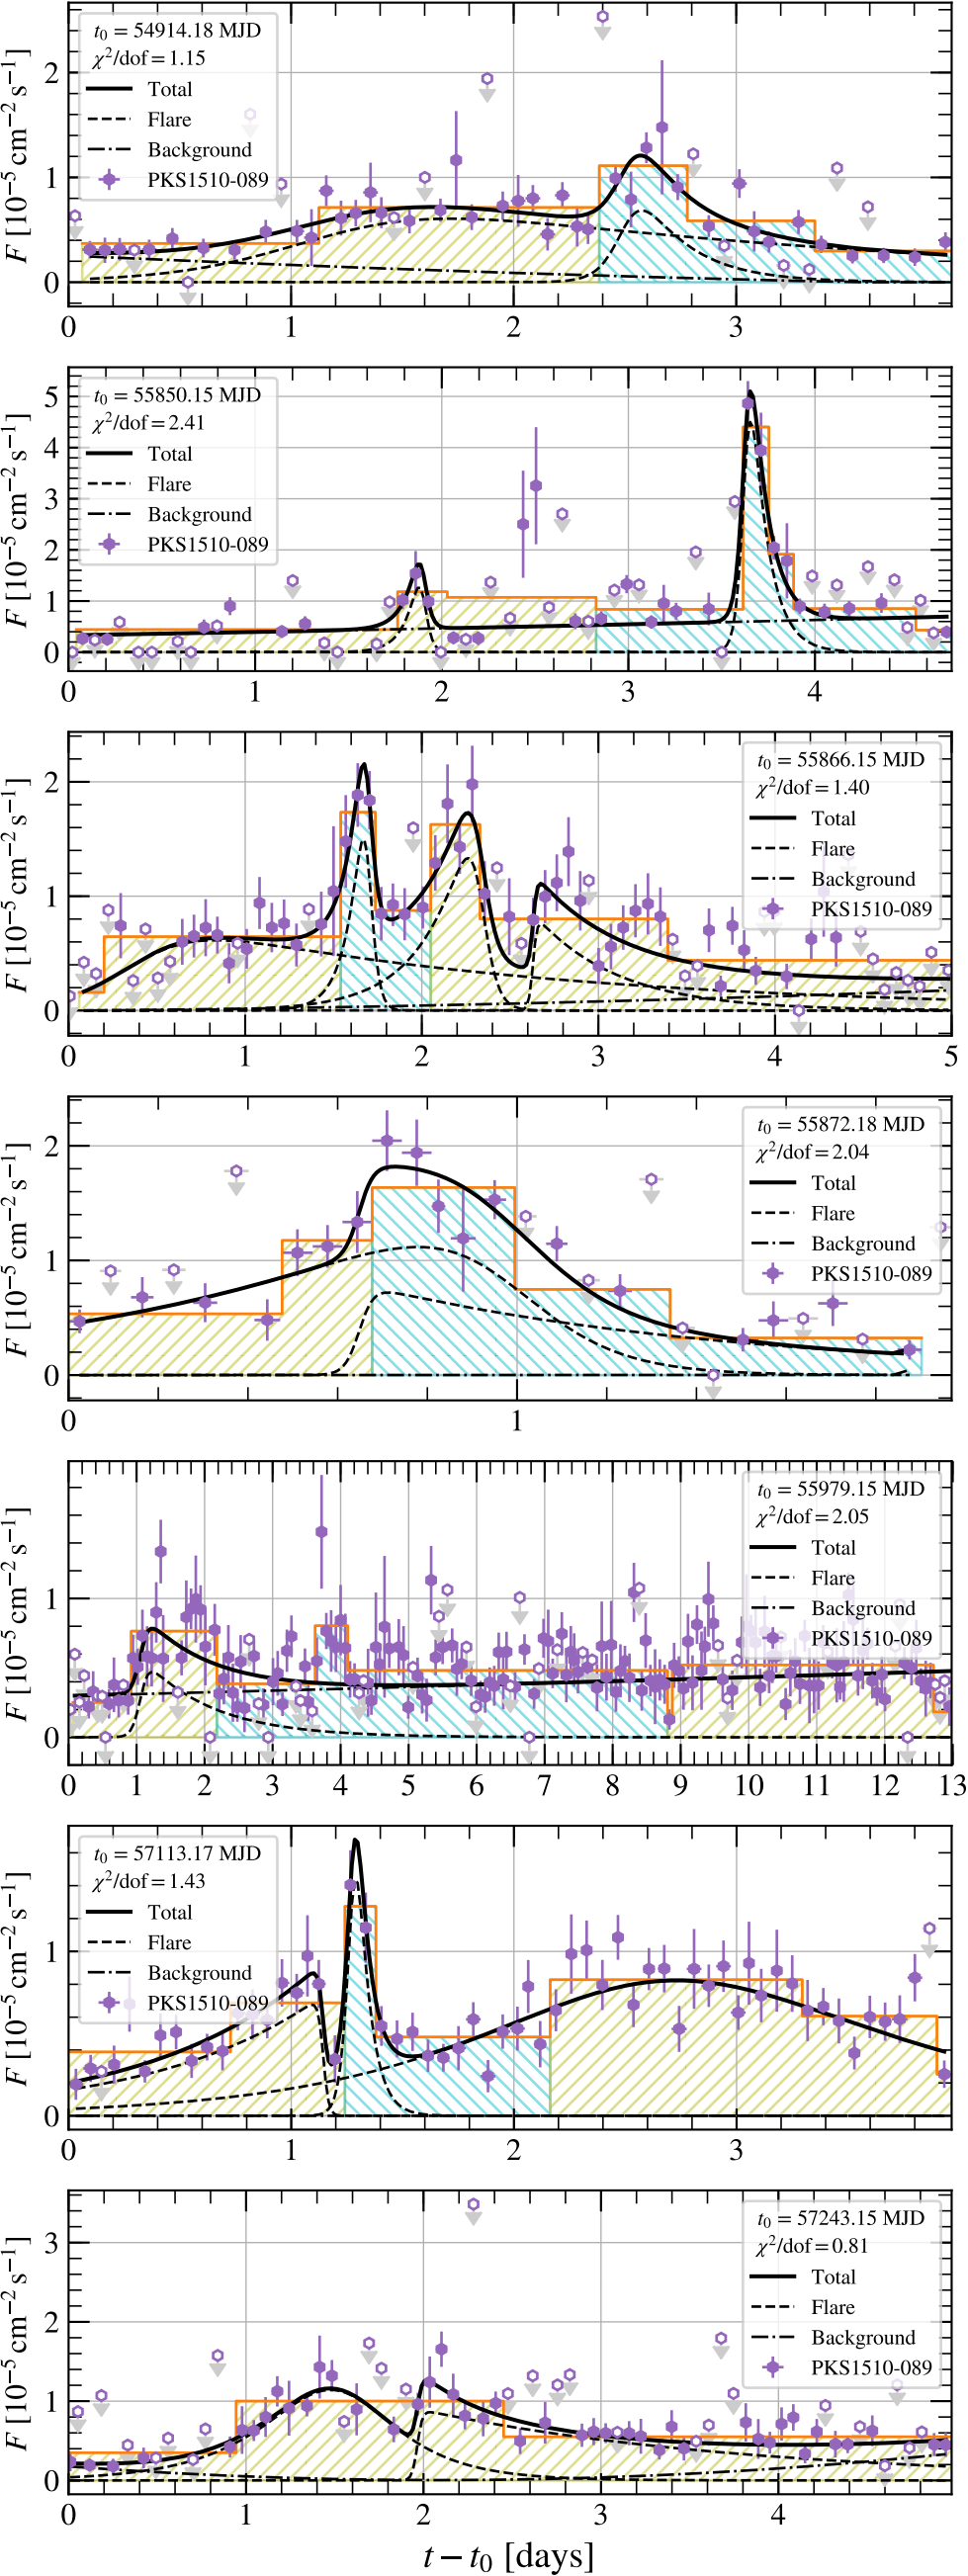 t₀ = 54914.18 MJD
χ²/dof = 1.15
Total
Flare
Background
PKS1510-089
F [10⁻⁵ cm⁻² s⁻¹]
2
1
0
0 1 2 3
t₀ = 55850.15 MJD
χ²/dof = 2.41
Total
Flare
Background
PKS1510-089
F [10⁻⁵ cm⁻² s⁻¹]
5
4
3
2
1
0
0 1 2 3 4
t₀ = 55866.15 MJD
χ²/dof = 1.40
Total
Flare
Background
PKS1510-089
F [10⁻⁵ cm⁻² s⁻¹]
2
1
0
0 1 2 3 4 5
t₀ = 55872.18 MJD
χ²/dof = 2.04
Total
Flare
Background
PKS1510-089
F [10⁻⁵ cm⁻² s⁻¹]
2
1
0
0 1
t₀ = 55979.15 MJD
χ²/dof = 2.05
Total
Flare
Background
PKS1510-089
F [10⁻⁵ cm⁻² s⁻¹]
1
0
0 1 2 3 4 5 6 7 8 9 10 11 12 13
t₀ = 57113.17 MJD
χ²/dof = 1.43
Total
Flare
Background
PKS1510-089
F [10⁻⁵ cm⁻² s⁻¹]
1
0
0 1 2 3
t₀ = 57243.15 MJD
χ²/dof = 0.81
Total
Flare
Background
PKS1510-089
F [10⁻⁵ cm⁻² s⁻¹]
3
2
1
0
0 1 2 3 4
t − t₀ [days]